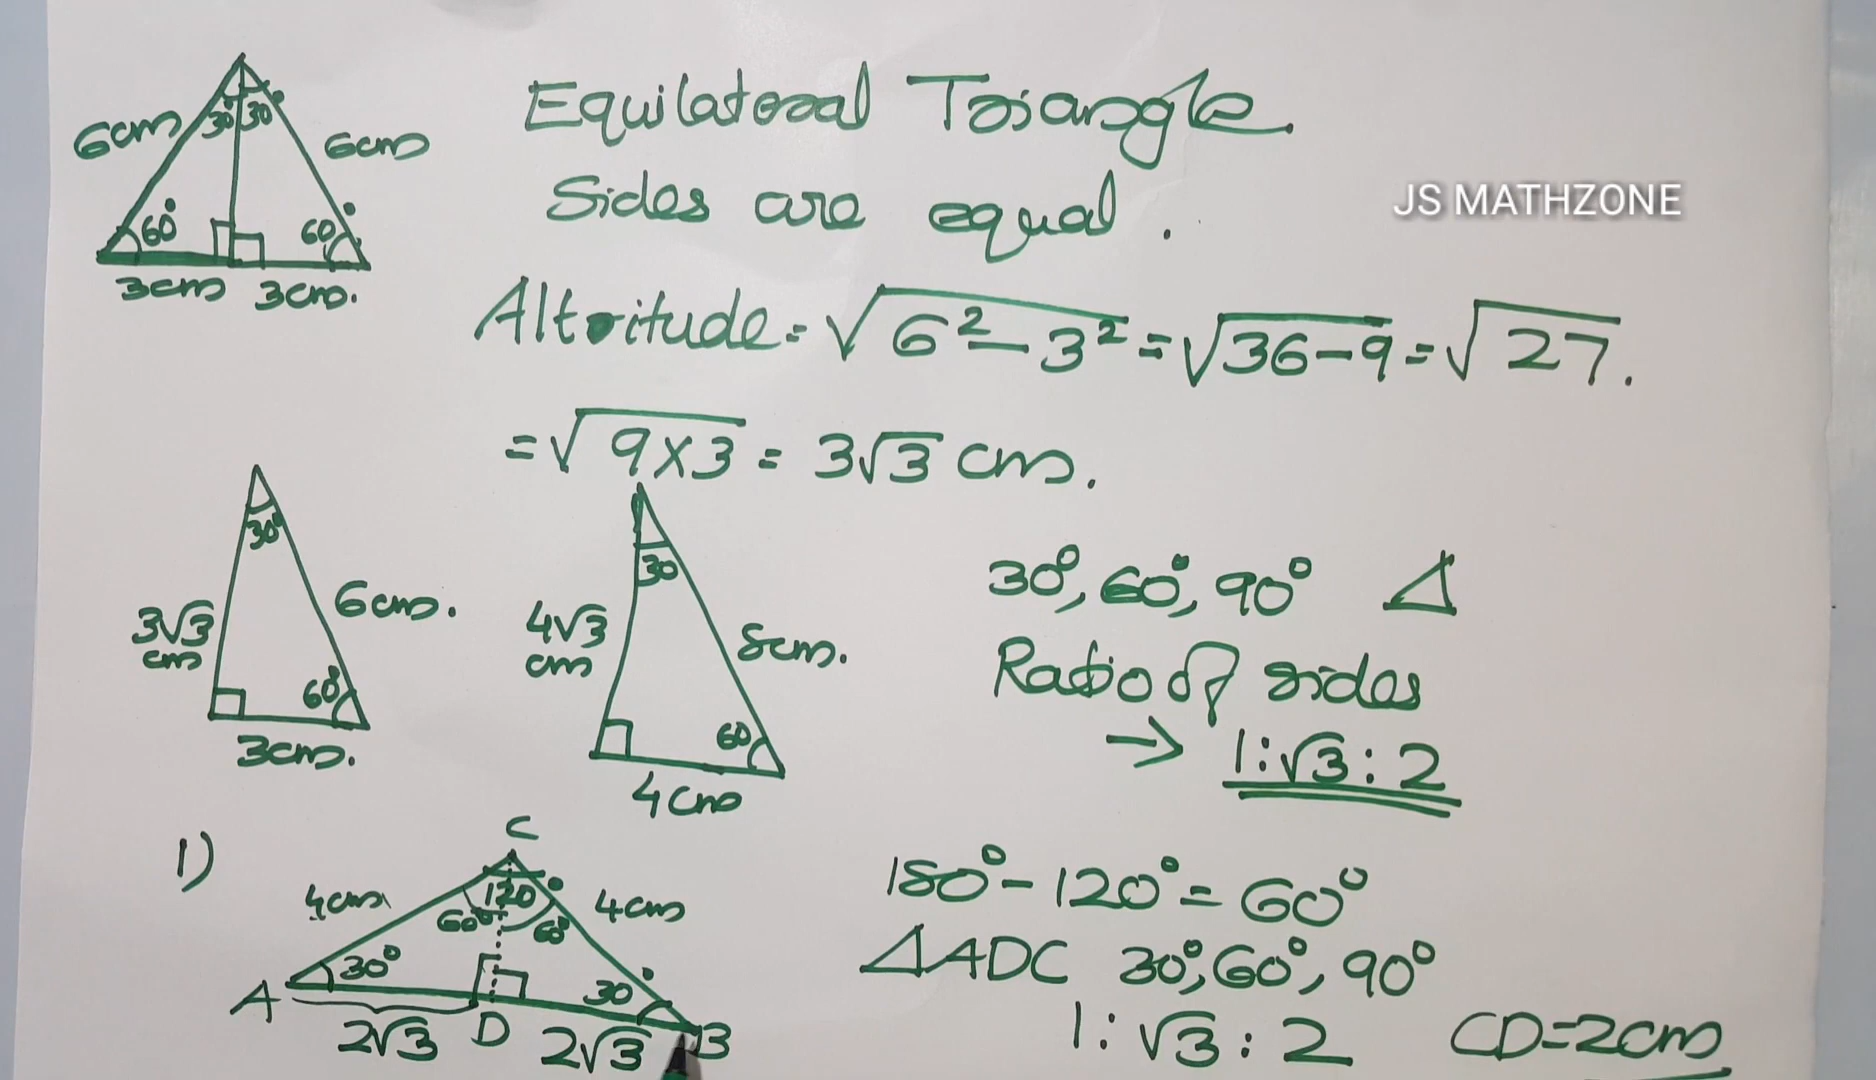 6cm
30° 30°
6cm
60° 60°
3cm 3cm.
Equilateral Triangle.
Sides are equal.
JS MATHZONE
Altitude = √6² - 3² = √36-9 = √27.
= √9×3 = 3√3 cm.
30°
3√3 cm
6cm.
60°
3cm.
30
4√3 cm
8cm.
60
4cm
30°, 60°, 90° △
Ratio of sides
→ 1:√3:2
1)
C
4cm
120°
4cm
60° 60°
30° 30°
A D B
2√3 2√3
180° - 120° = 60°
△ADC 30°, 60°, 90°
1:√3:2 CD=2cm